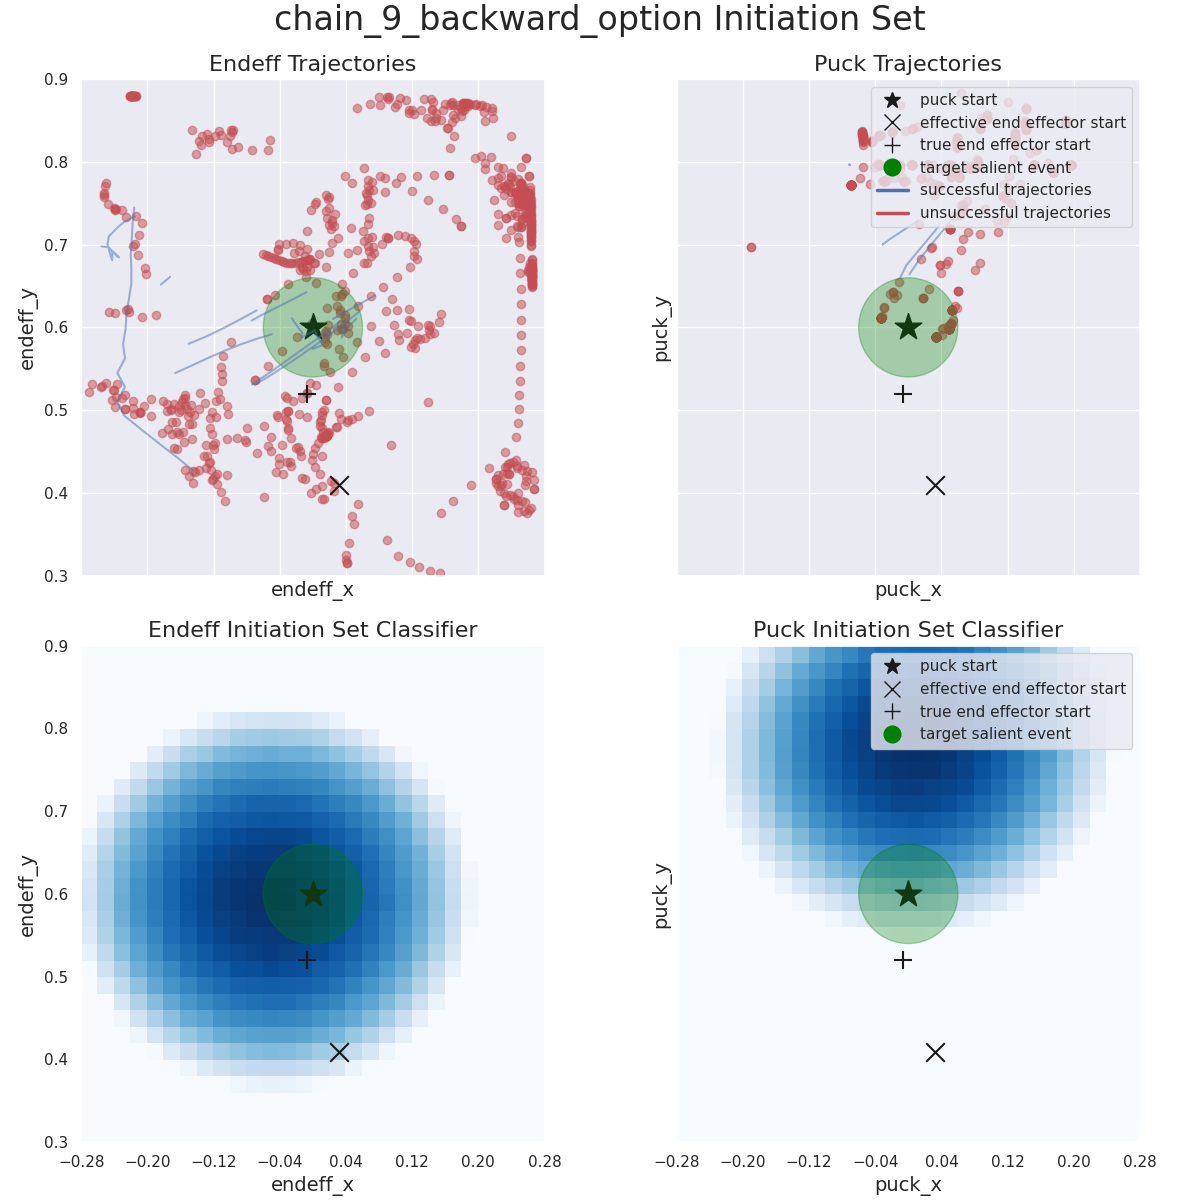 chain_9_backward_option Initiation Set
Endeff Trajectories
Puck Trajectories
0.9
0.8
0.7
0.6
0.5
0.4
0.3
endeff_y
endeff_x
puck_y
puck_x
puck start
effective end effector start
true end effector start
target salient event
successful trajectories
unsuccessful trajectories
Endeff Initiation Set Classifier
Puck Initiation Set Classifier
0.9
0.8
0.7
0.6
0.5
0.4
0.3
endeff_y
−0.28 −0.20 −0.12 −0.04 0.04 0.12 0.20 0.28
endeff_x
puck_y
puck start
effective end effector start
true end effector start
target salient event
−0.28 −0.20 −0.12 −0.04 0.04 0.12 0.20 0.28
puck_x